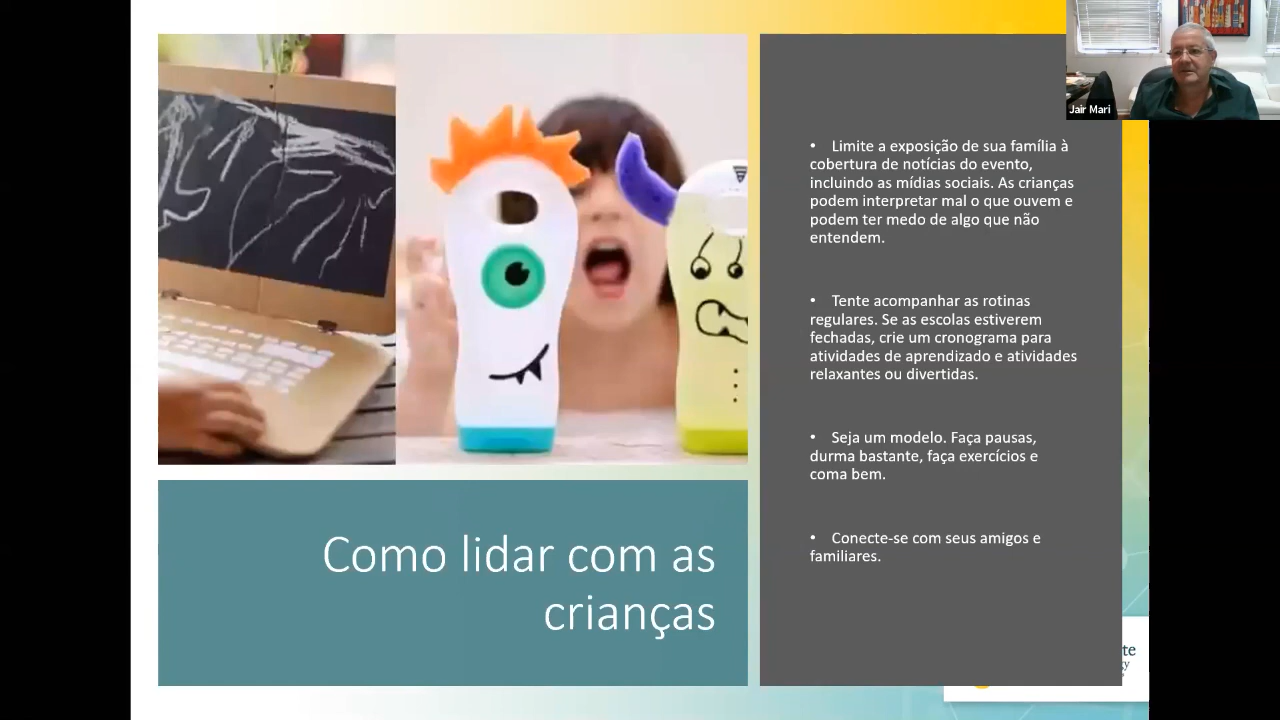 Jair Mari
• Limite a exposição de sua família à
cobertura de notícias do evento,
incluindo as mídias sociais. As crianças
podem interpretar mal o que ouvem e
podem ter medo de algo que não
entendem.
• Tente acompanhar as rotinas
regulares. Se as escolas estiverem
fechadas, crie um cronograma para
atividades de aprendizado e atividades
relaxantes ou divertidas.
• Seja um modelo. Faça pausas,
durma bastante, faça exercícios e
coma bem.
• Conecte-se com seus amigos e
familiares.
Como lidar com as
crianças
te
gy